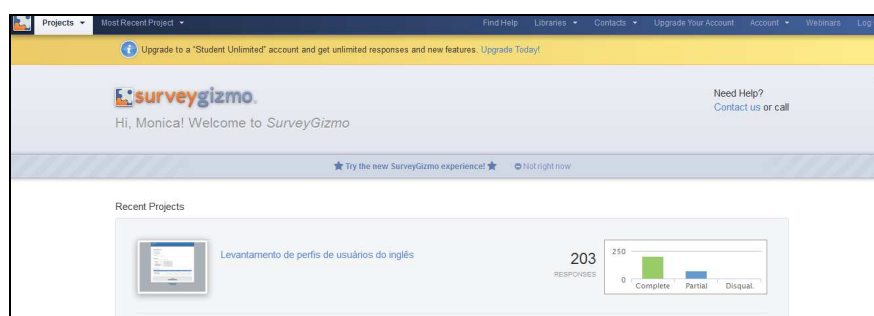 Projects Most Recent Project Find Help Libraries Contacts Upgrade Your Account Account Webinars Log
Upgrade to a "Student Unlimited" account and get unlimited responses and new features. Upgrade Today!
surveygizmo
Hi, Monica! Welcome to SurveyGizmo
Need Help?
Contact us or call
Try the new SurveyGizmo experience! Not right now
Recent Projects
Levantamento de perfis de usuários do inglês
203
RESPONSES
250
0
Complete Partial Disqual.